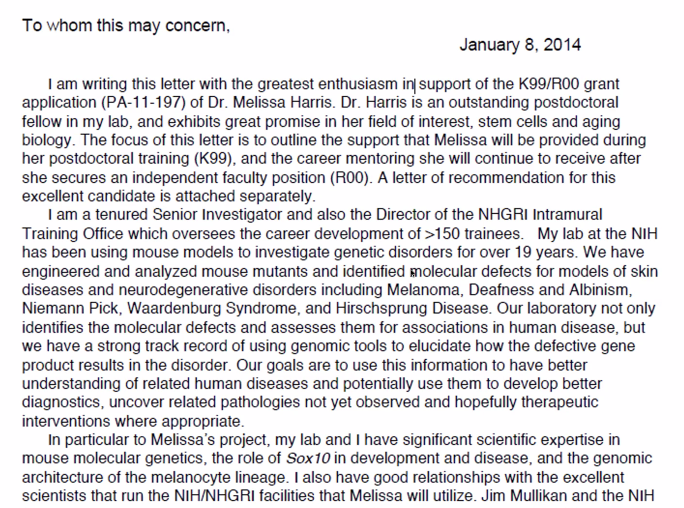 To whom this may concern,
January 8, 2014
I am writing this letter with the greatest enthusiasm in support of the K99/R00 grant
application (PA-11-197) of Dr. Melissa Harris. Dr. Harris is an outstanding postdoctoral
fellow in my lab, and exhibits great promise in her field of interest, stem cells and aging
biology. The focus of this letter is to outline the support that Melissa will be provided during
her postdoctoral training (K99), and the career mentoring she will continue to receive after
she secures an independent faculty position (R00). A letter of recommendation for this
excellent candidate is attached separately.
I am a tenured Senior Investigator and also the Director of the NHGRI Intramural
Training Office which oversees the career development of >150 trainees. My lab at the NIH
has been using mouse models to investigate genetic disorders for over 19 years. We have
engineered and analyzed mouse mutants and identified molecular defects for models of skin
diseases and neurodegenerative disorders including Melanoma, Deafness and Albinism,
Niemann Pick, Waardenburg Syndrome, and Hirschsprung Disease. Our laboratory not only
identifies the molecular defects and assesses them for associations in human disease, but
we have a strong track record of using genomic tools to elucidate how the defective gene
product results in the disorder. Our goals are to use this information to have better
understanding of related human diseases and potentially use them to develop better
diagnostics, uncover related pathologies not yet observed and hopefully therapeutic
interventions where appropriate.
In particular to Melissa's project, my lab and I have significant scientific expertise in
mouse molecular genetics, the role of Sox10 in development and disease, and the genomic
architecture of the melanocyte lineage. I also have good relationships with the excellent
scientists that run the NIH/NHGRI facilities that Melissa will utilize. Jim Mullikan and the NIH